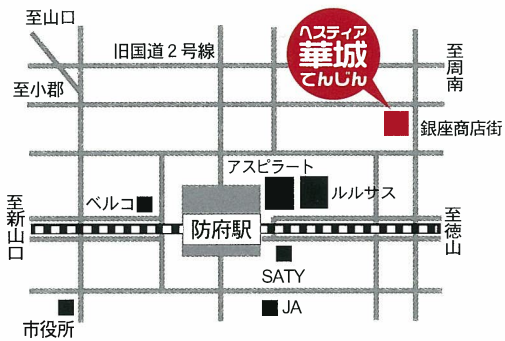 至山口
旧国道２号線
ヘスティア
華城
てんじん
至周南
至小郡
銀座商店街
アスピラート
ルルサス
ベルコ
至新山口
防府駅
至徳山
SATY
JA
市役所